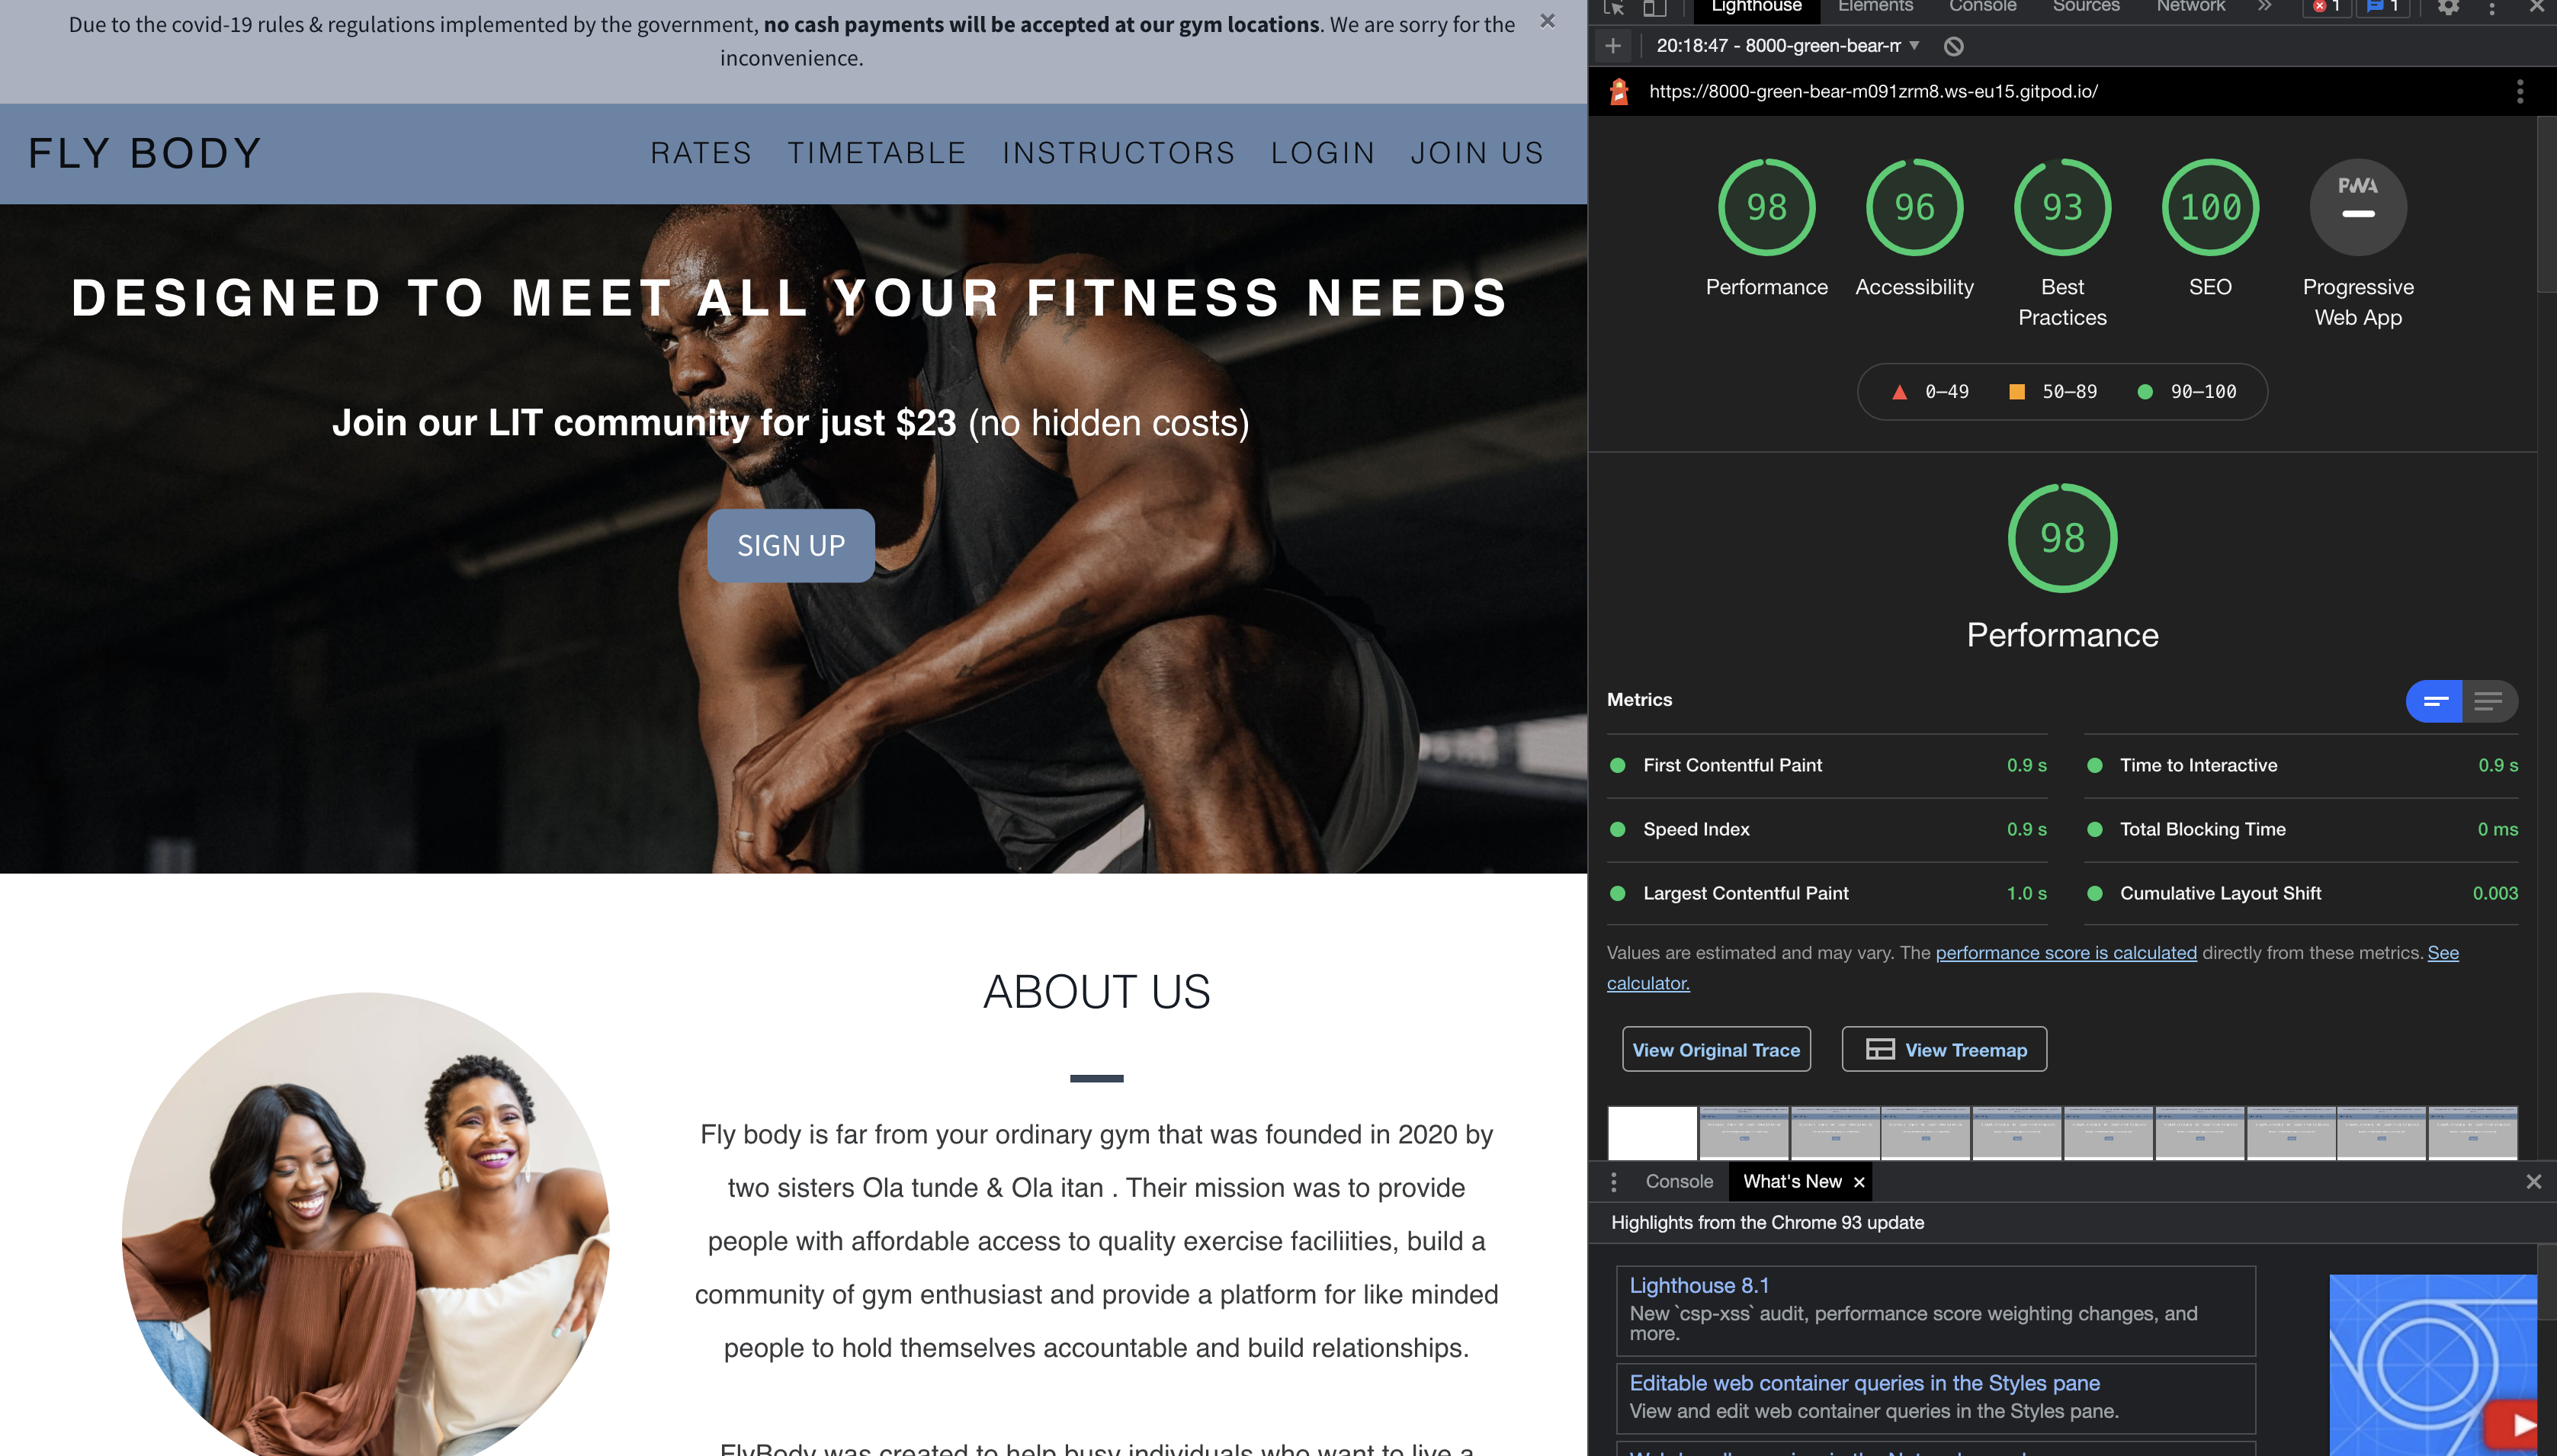 Due to the covid-19 rules & regulations implemented by the government, no cash payments will be accepted at our gym locations. We are sorry for the
inconvenience.
×
FLY BODY
RATES TIMETABLE INSTRUCTORS LOGIN JOIN US
DESIGNED TO MEET ALL YOUR FITNESS NEEDS
Join our LIT community for just $23 (no hidden costs)
SIGN UP
ABOUT US
Fly body is far from your ordinary gym that was founded in 2020 by
two sisters Ola tunde & Ola itan . Their mission was to provide
people with affordable access to quality exercise faciliities, build a
community of gym enthusiast and provide a platform for like minded
people to hold themselves accountable and build relationships.
FlyBody was created to help busy individuals who want to live a
Lighthouse Elements Console Sources Network » 1 1
20:18:47 - 8000-green-bear-m
https://8000-green-bear-m091zrm8.ws-eu15.gitpod.io/
98 96 93 100 PWA
Performance Accessibility Best Practices SEO Progressive Web App
0–49 50–89 90–100
98
Performance
Metrics
First Contentful Paint 0.9 s
Time to Interactive 0.9 s
Speed Index 0.9 s
Total Blocking Time 0 ms
Largest Contentful Paint 1.0 s
Cumulative Layout Shift 0.003
Values are estimated and may vary. The performance score is calculated directly from these metrics. See
calculator.
View Original Trace View Treemap
Console What's New ×
Highlights from the Chrome 93 update
Lighthouse 8.1
New `csp-xss` audit, performance score weighting changes, and
more.
Editable web container queries in the Styles pane
View and edit web container queries in the Styles pane.